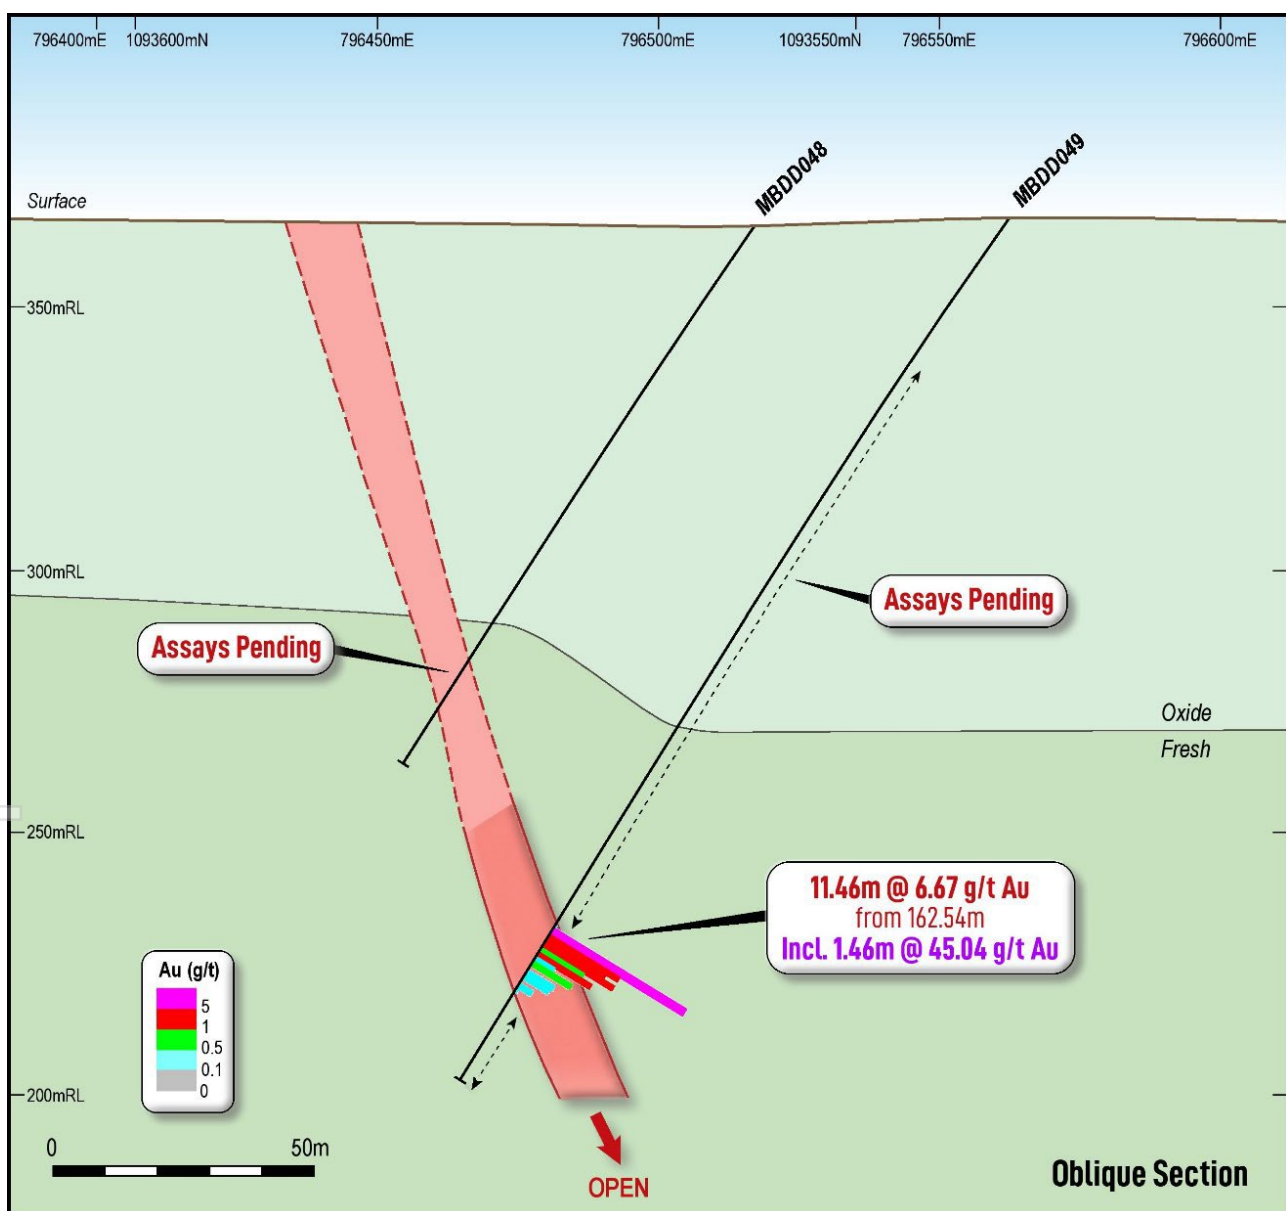 796400mE 1093600mN 796450mE 796500mE 1093550mN 796550mE 796600mE
MBDD048
MBDD049
Surface
350mRL
300mRL
Assays Pending
Assays Pending
Oxide
Fresh
250mRL
11.46m @ 6.67 g/t Au
from 162.54m
Incl. 1.46m @ 45.04 g/t Au
Au (g/t)
5
1
0.5
0.1
0
200mRL
0 50m
OPEN
Oblique Section